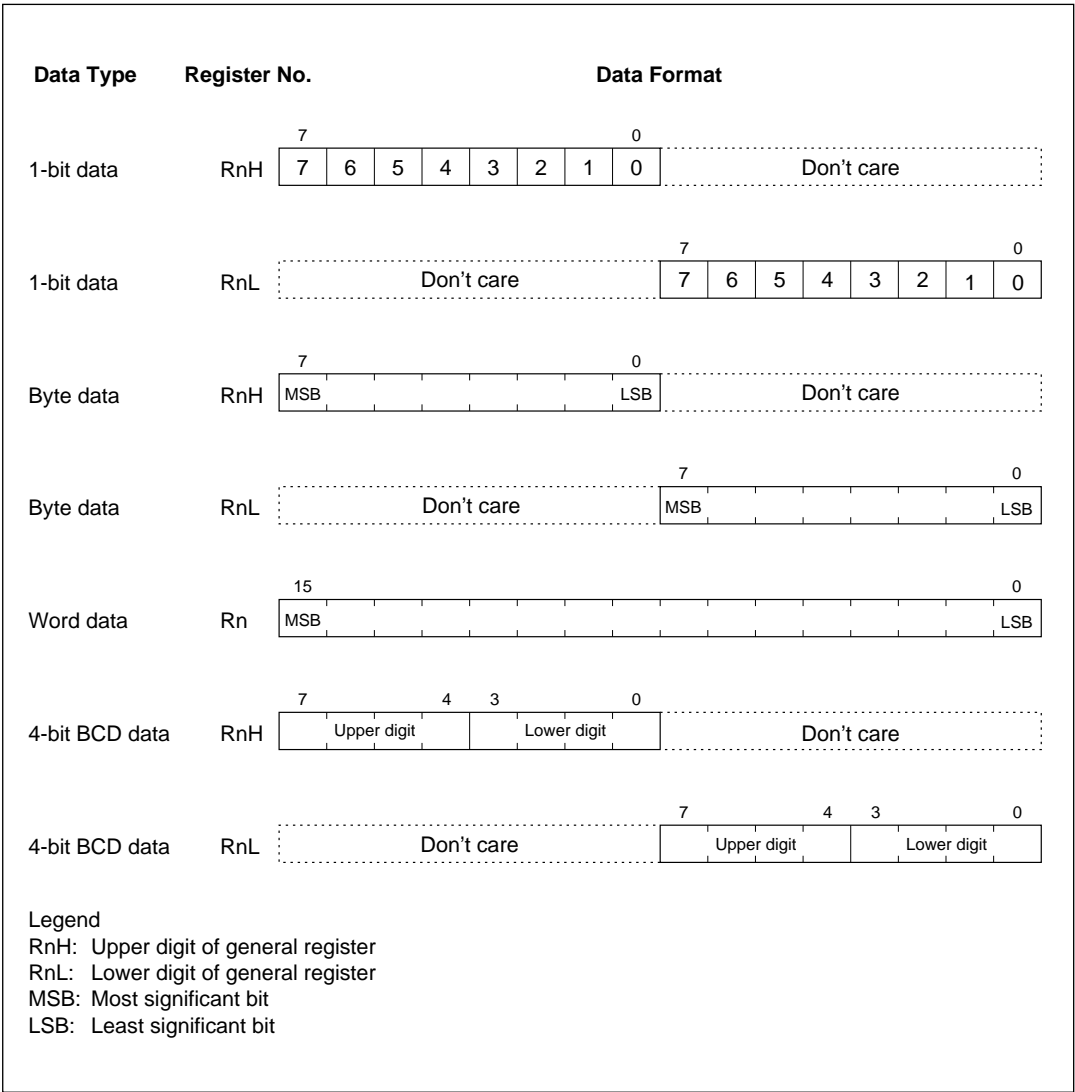 Data Type Register No. Data Format
7 0
1-bit data RnH 7 6 5 4 3 2 1 0 Don't care
7 0
1-bit data RnL Don't care 7 6 5 4 3 2 1 0
7 0
Byte data RnH MSB LSB Don't care
7 0
Byte data RnL Don't care MSB LSB
15 0
Word data Rn MSB LSB
7 4 3 0
4-bit BCD data RnH Upper digit Lower digit Don't care
7 4 3 0
4-bit BCD data RnL Don't care Upper digit Lower digit
Legend
RnH: Upper digit of general register
RnL: Lower digit of general register
MSB: Most significant bit
LSB: Least significant bit